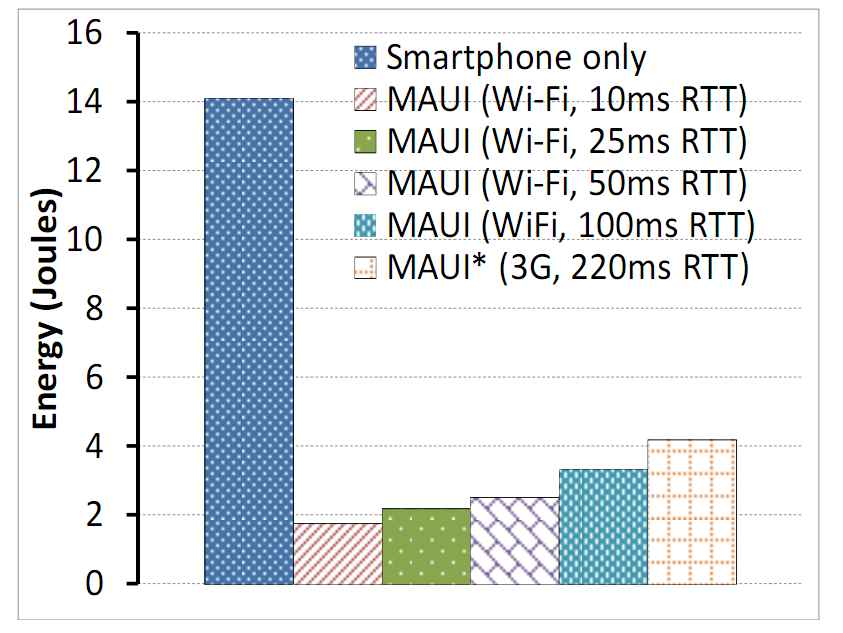 16
14
12
10
8
6
4
2
0
Energy (Joules)
Smartphone only
MAUI (Wi-Fi, 10ms RTT)
MAUI (Wi-Fi, 25ms RTT)
MAUI (Wi-Fi, 50ms RTT)
MAUI (WiFi, 100ms RTT)
MAUI* (3G, 220ms RTT)